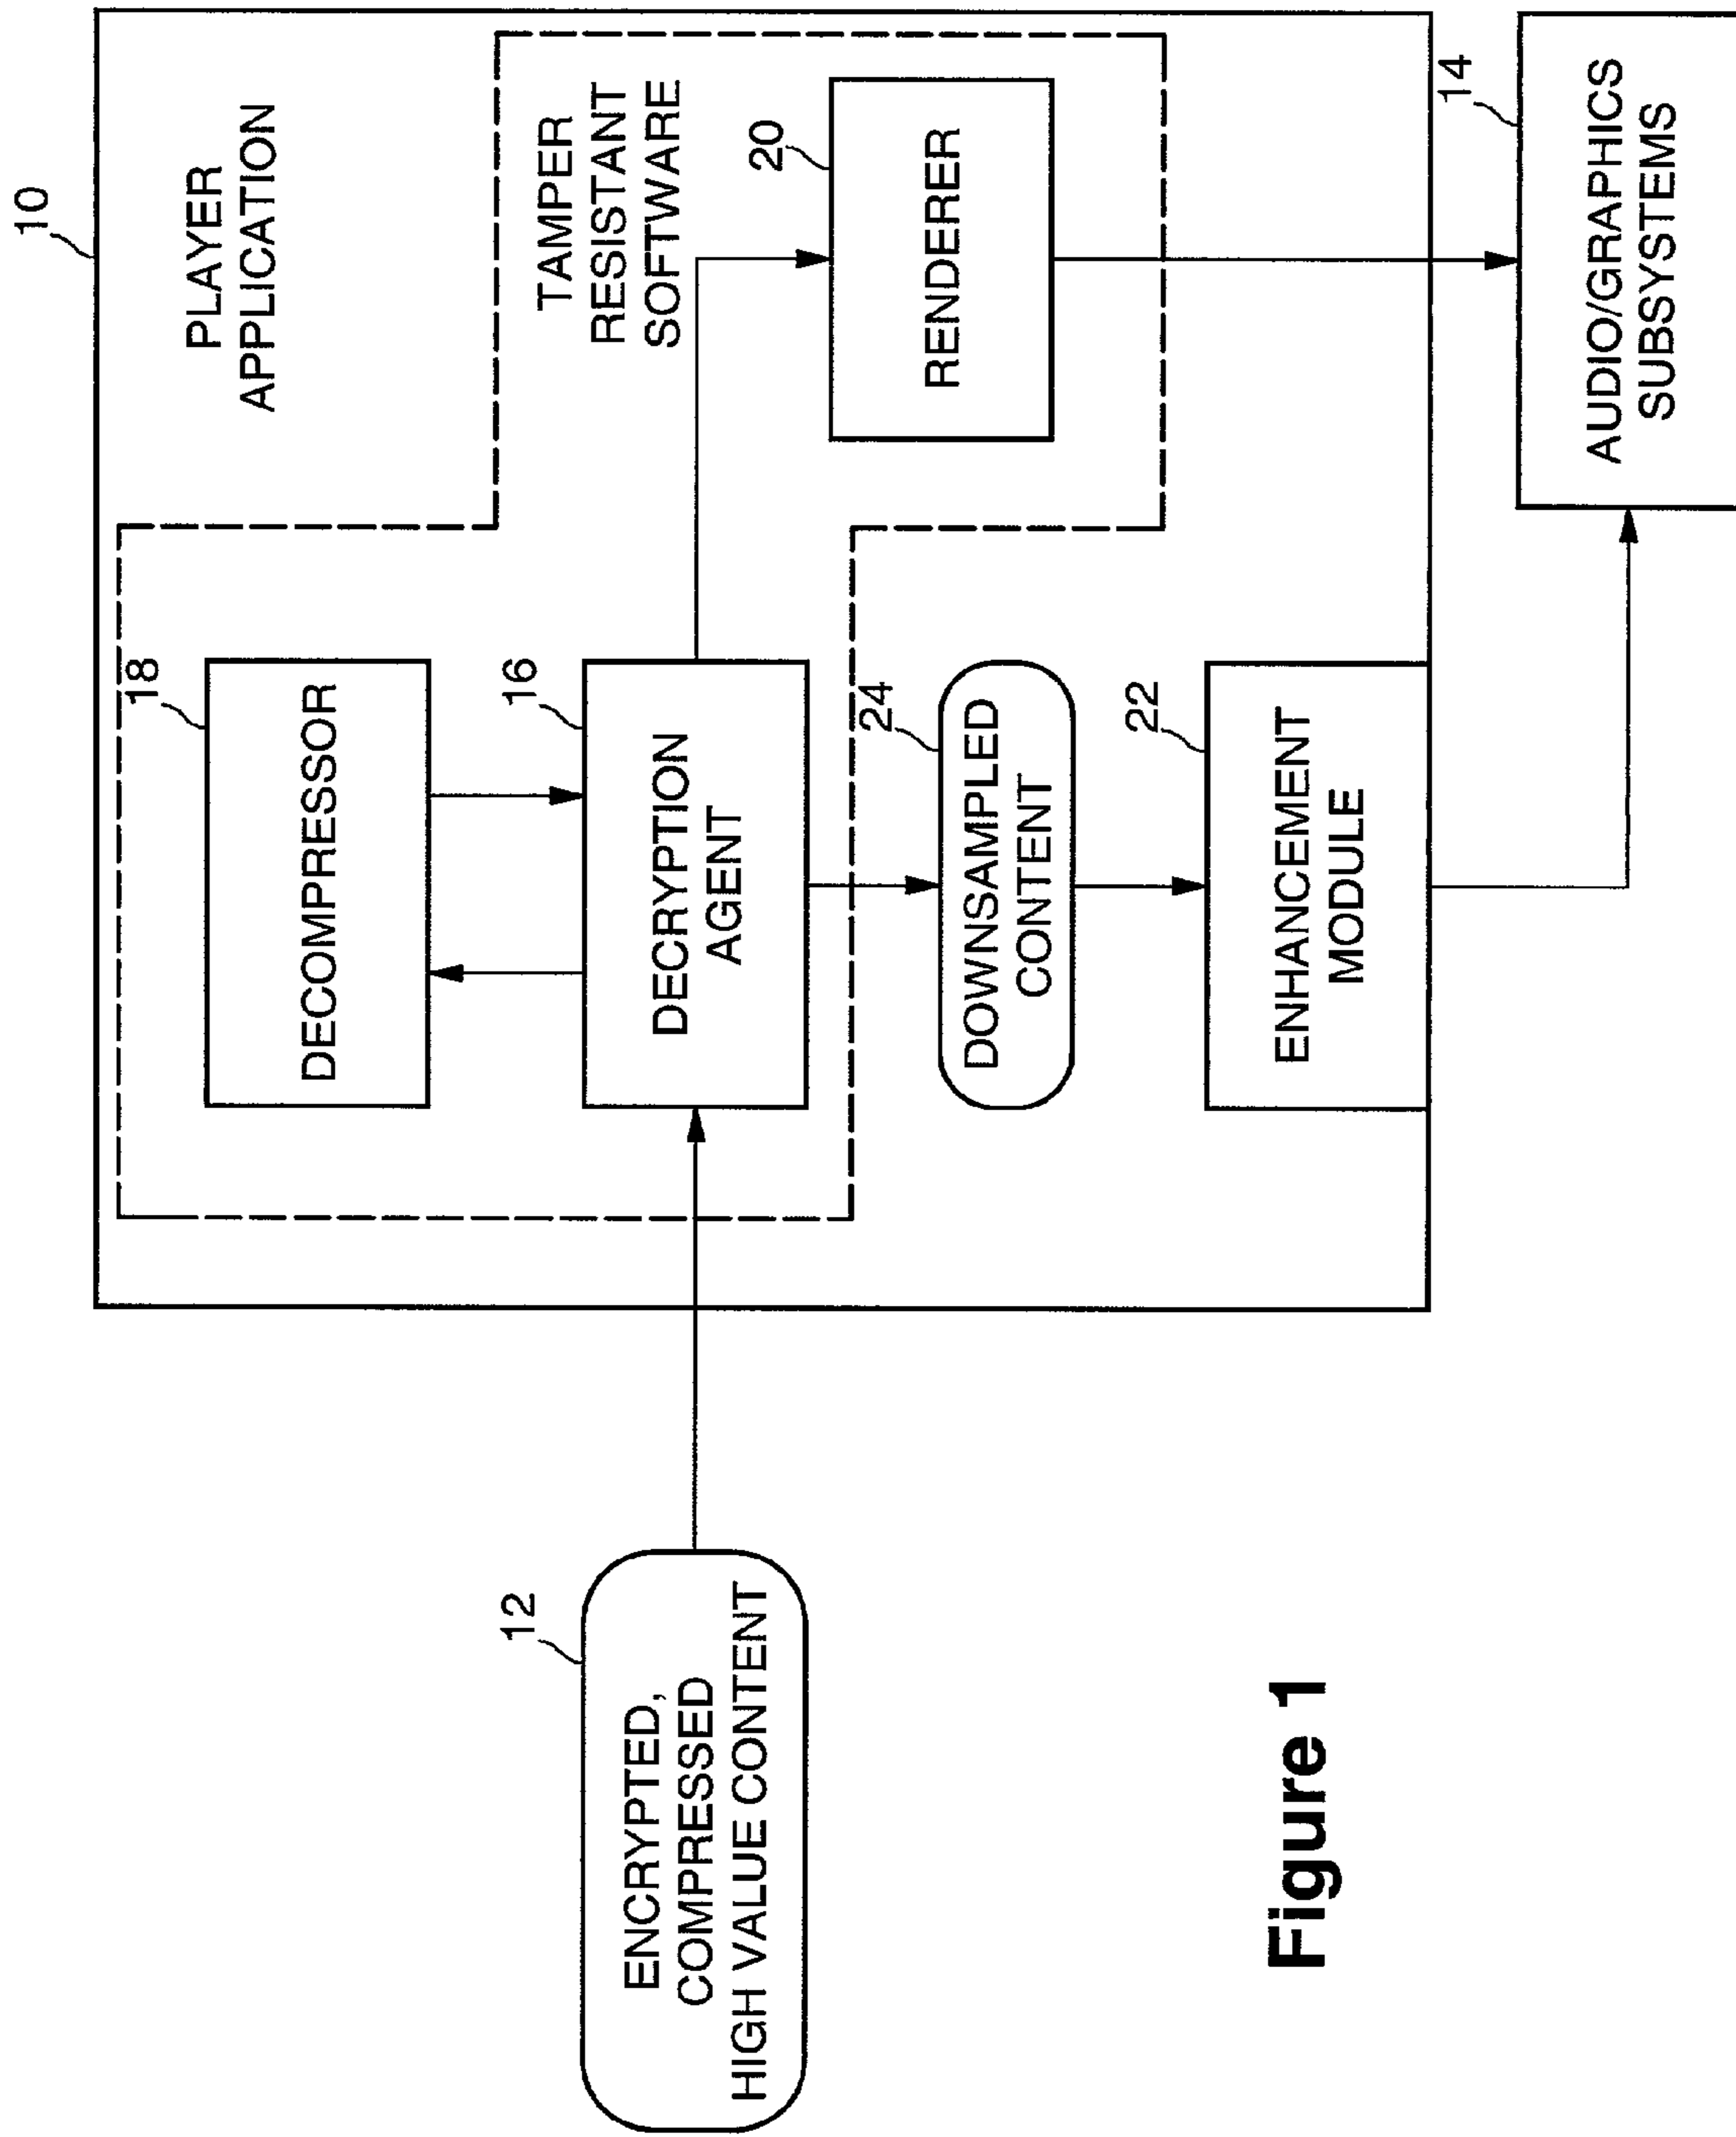 10
PLAYER
APPLICATION
18
DECOMPRESSOR
TAMPER
RESISTANT
SOFTWARE
12
ENCRYPTED,
COMPRESSED
HIGH VALUE CONTENT
16
DECRYPTION
AGENT
20
RENDERER
24
DOWNSAMPLED
CONTENT
22
ENHANCEMENT
MODULE
14
AUDIO/GRAPHICS
SUBSYSTEMS
Figure 1